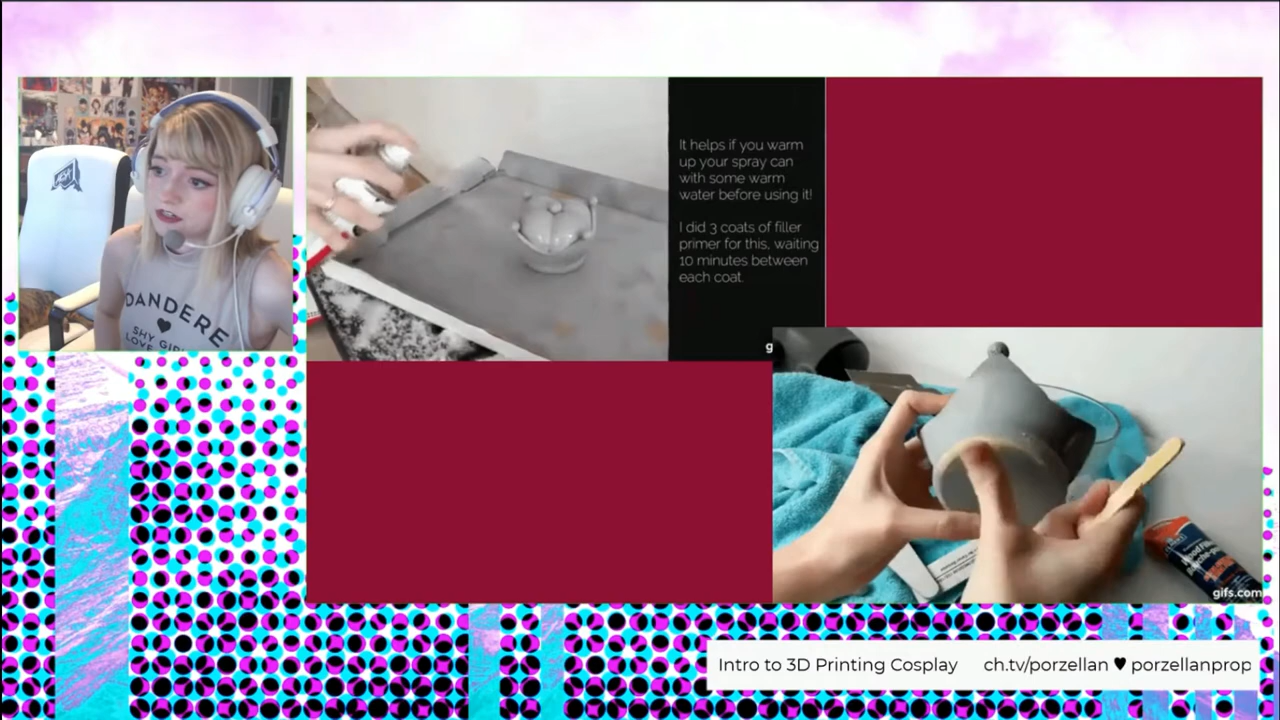 It helps if you warm
up your spray can
with some warm
water before using it!
I did 3 coats of filler
primer for this, waiting
10 minutes between
each coat.
g
DANDERE
SHY GIR
LOVE
gifs.com
Intro to 3D Printing Cosplay ch.tv/porzellan ♥ porzellanprop